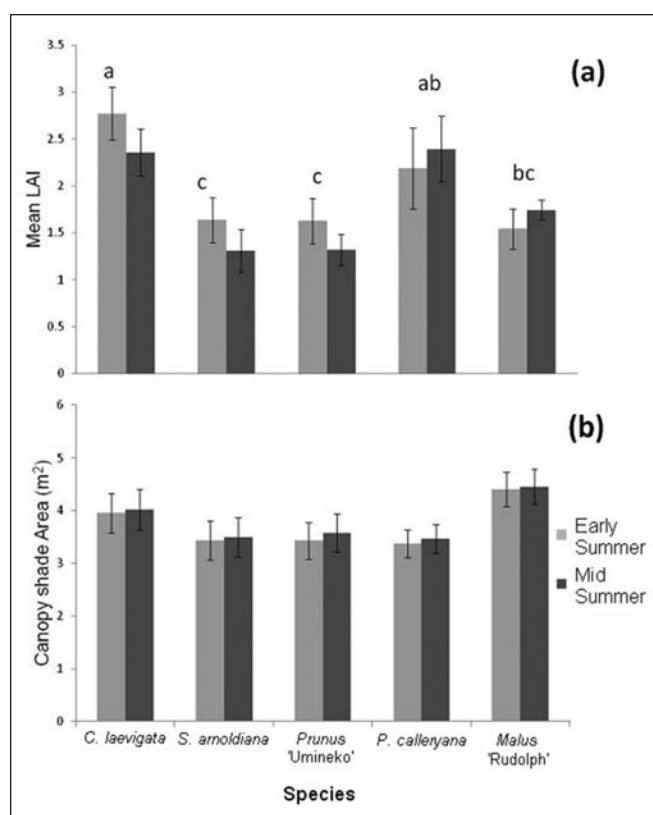 (a)
3.5
3
2.5
2
1.5
1
0.5
0
Mean LAI
a
c
c
ab
bc
(b)
6
5
4
3
2
1
0
Canopy shade Area (m²)
Early
Summer
Mid
Summer
C. laevigata S. arnoldiana Prunus P. calleryana Malus
'Umineko' 'Rudolph'
Species